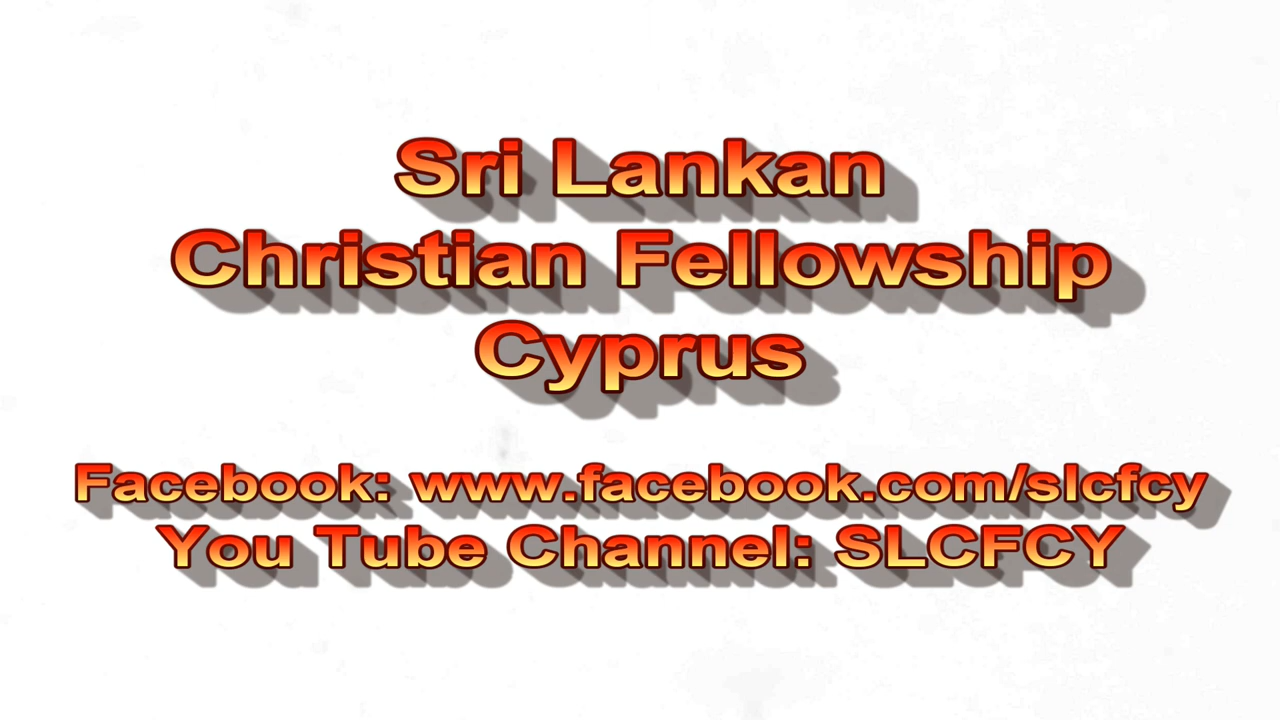 Sri Lankan
Christian Fellowship
Cyprus
Facebook: www.facebook.com/slcfcy
You Tube Channel: SLCFCY